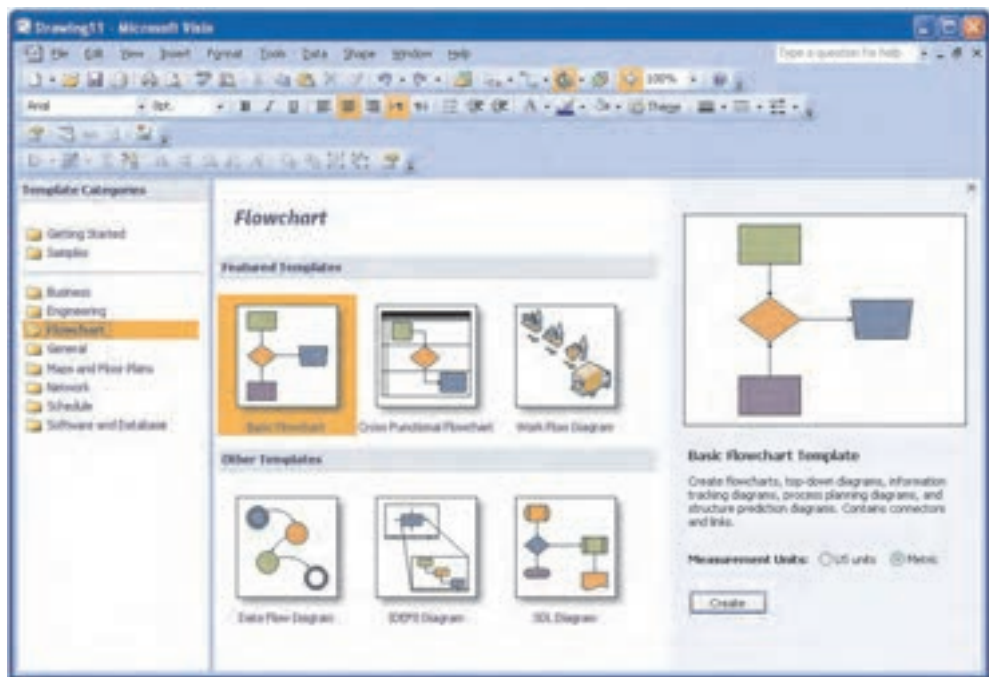 Drawing11 - Microsoft Visio
File Edit View Insert Format Tools Data Shape Window Help
Type a question for help
100%
Arial 8pt.
Theme
Template Categories
Getting Started
Samples
Business
Engineering
Flowchart
General
Maps and Floor Plans
Network
Schedule
Software and Database
Flowchart
Featured Templates
Basic Flowchart
Cross Functional Flowchart
Work Flow Diagram
Other Templates
Data Flow Diagram
IDEF0 Diagram
SDL Diagram
Basic Flowchart Template
Create flowcharts, top-down diagrams, information
tracking diagrams, process planning diagrams, and
structure prediction diagrams. Contains connectors
and links.
Measurement Units: US units Metric
Create